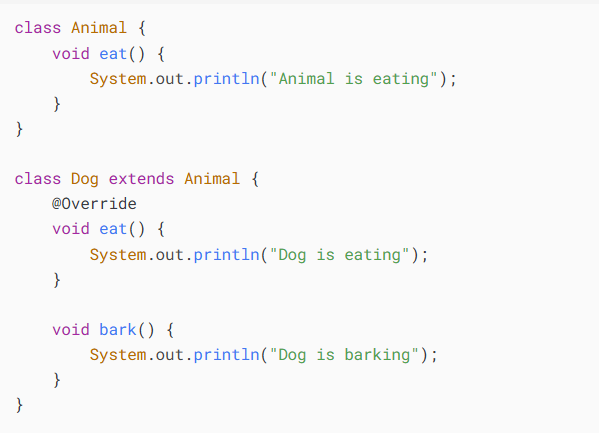 class Animal {
    void eat() {
        System.out.println("Animal is eating");
    }
}

class Dog extends Animal {
    @Override
    void eat() {
        System.out.println("Dog is eating");
    }

    void bark() {
        System.out.println("Dog is barking");
    }
}